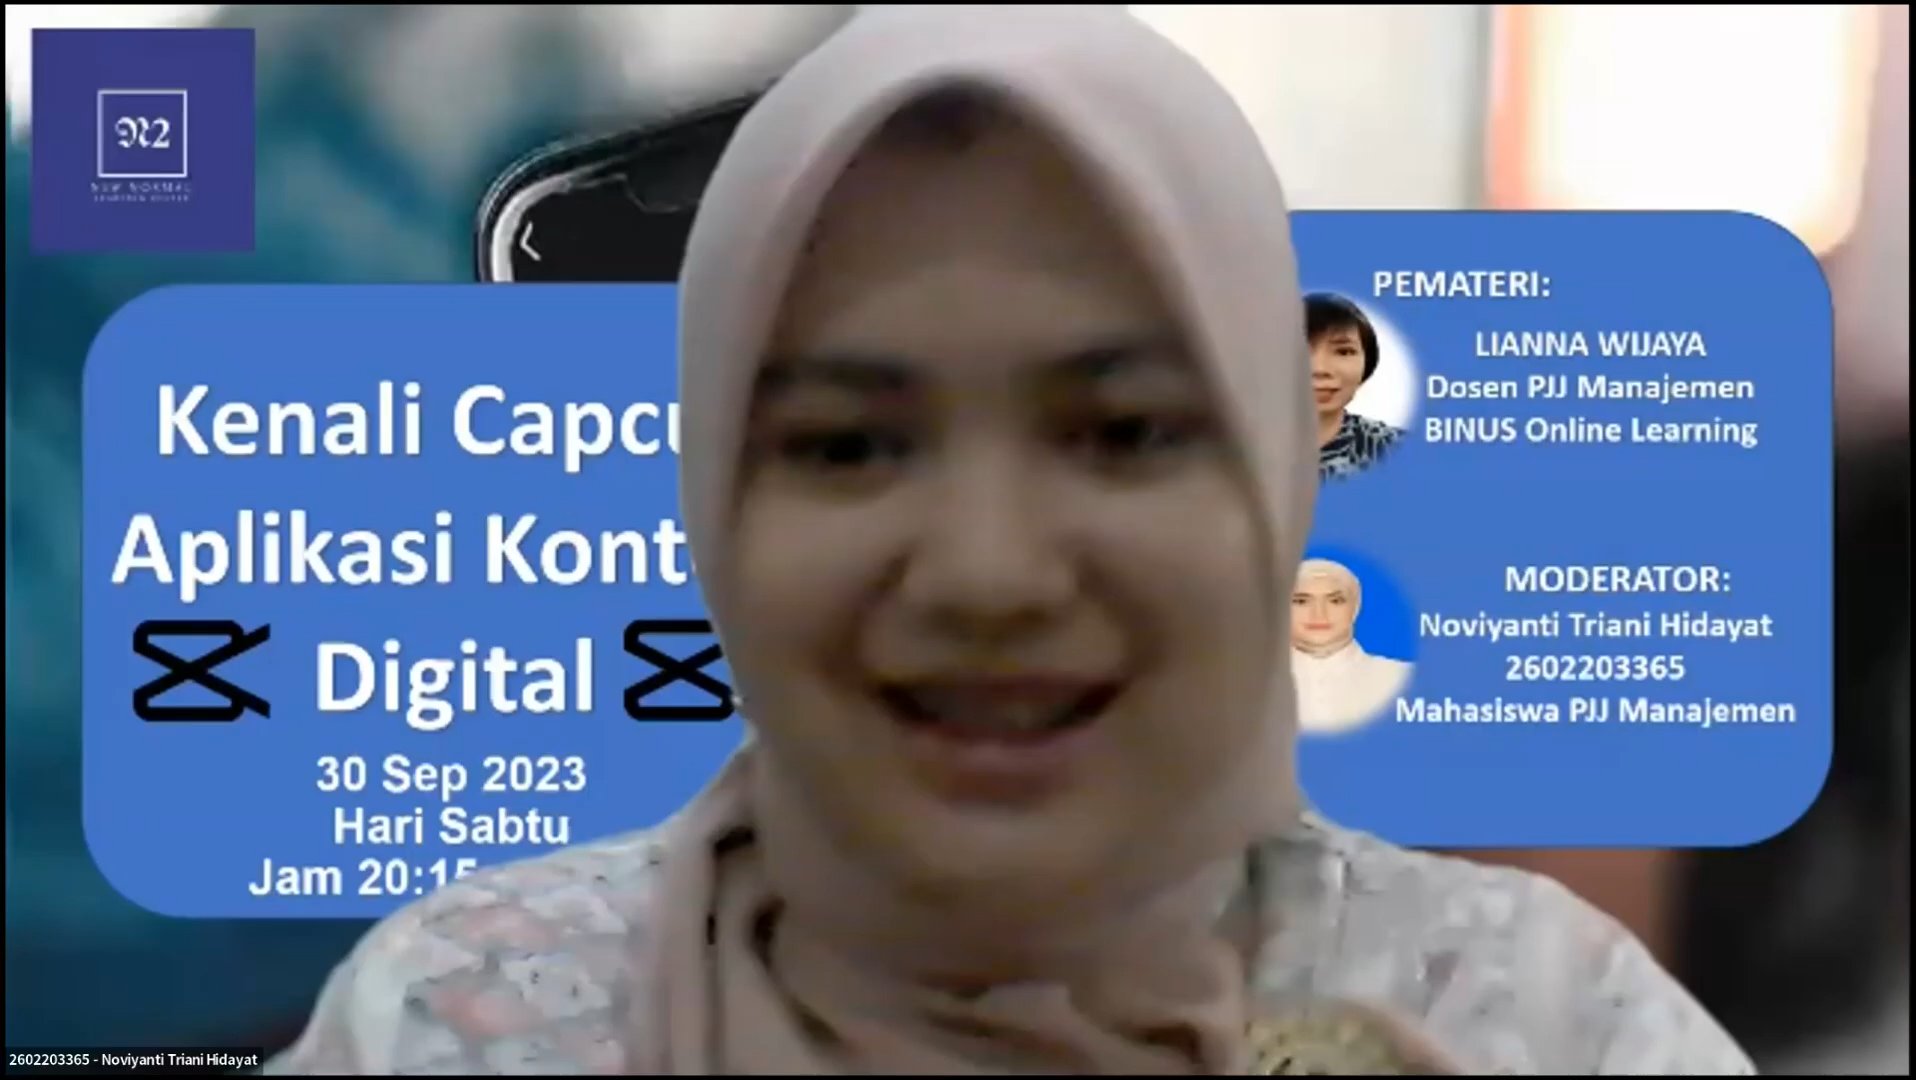 N2
NEW NORMAL
Kenali Capcu
Aplikasi Kont
Digital
30 Sep 2023
Hari Sabtu
Jam 20:15
PEMATERI:
LIANNA WIJAYA
Dosen PJJ Manajemen
BINUS Online Learning
MODERATOR:
Noviyanti Triani Hidayat
2602203365
Mahasiswa PJJ Manajemen
2602203365 - Noviyanti Triani Hidayat